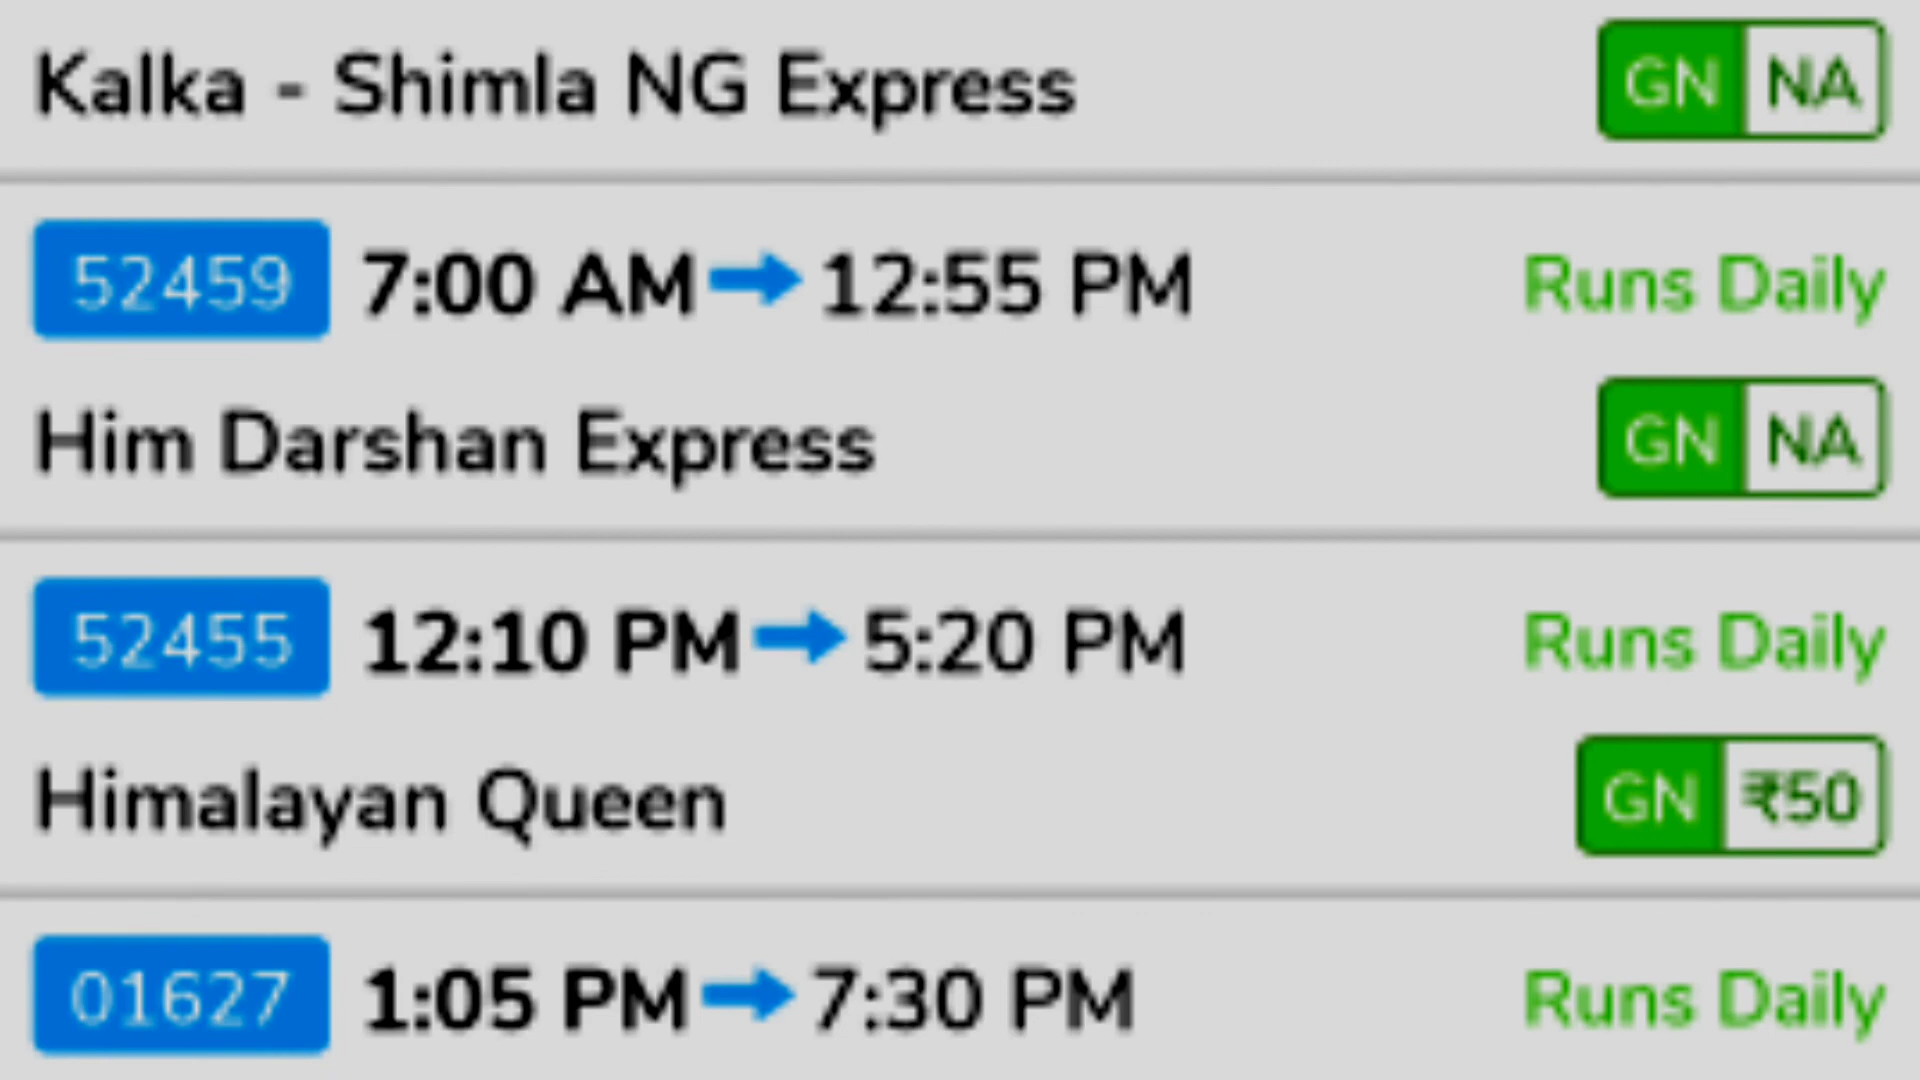 Kalka - Shimla NG Express GN NA
52459 7:00 AM 12:55 PM Runs Daily
Him Darshan Express GN NA
52455 12:10 PM 5:20 PM Runs Daily
Himalayan Queen GN ₹50
01627 1:05 PM 7:30 PM Runs Daily